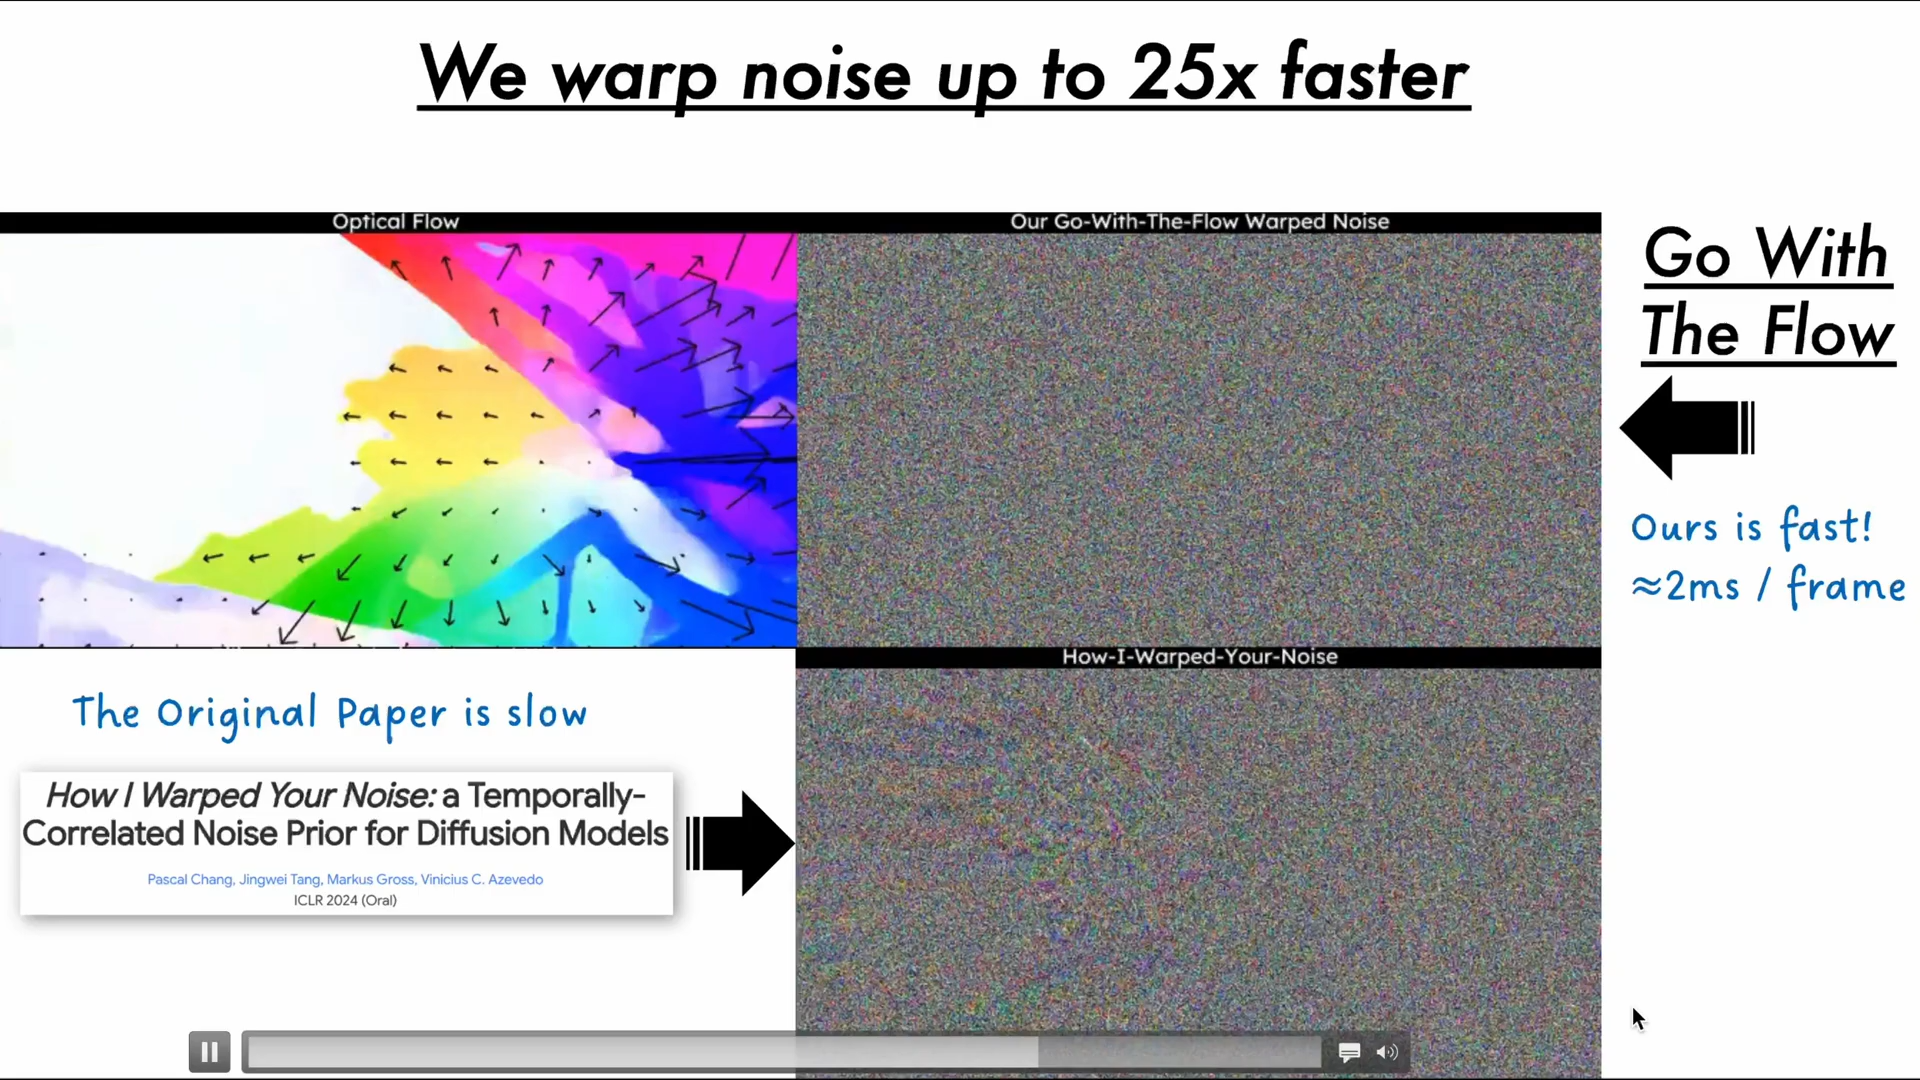 We warp noise up to 25x faster
Optical Flow
Our Go-With-The-Flow Warped Noise
Go With
The Flow
Ours is fast!
≈2ms / frame
How-I-Warped-Your-Noise
The Original Paper is slow
How I Warped Your Noise: a Temporally-
Correlated Noise Prior for Diffusion Models
Pascal Chang, Jingwei Tang, Markus Gross, Vinicius C. Azevedo
ICLR 2024 (Oral)